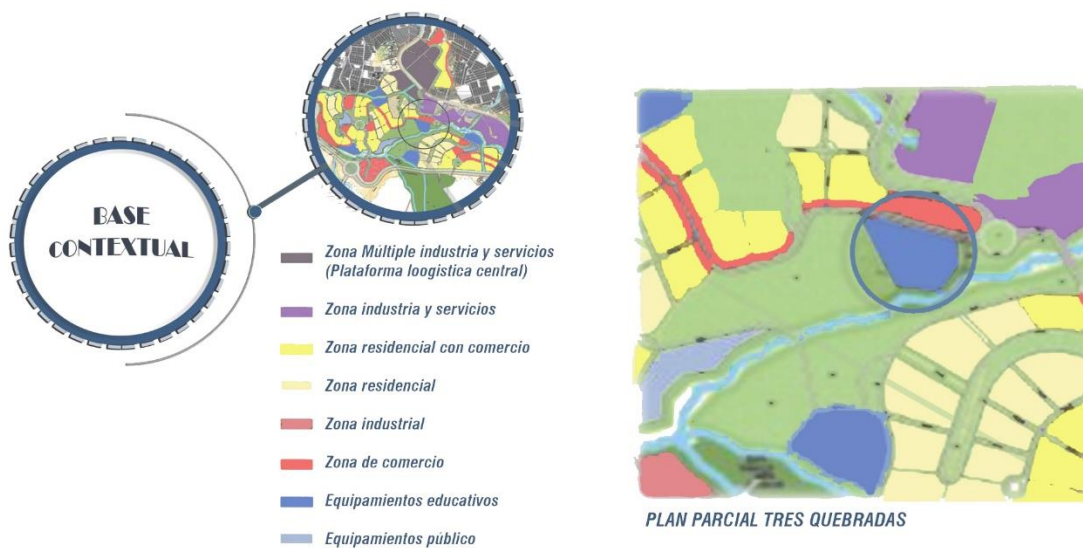 BASE
CONTEXTUAL
Zona Múltiple industria y servicios
(Plataforma loogistica central)
Zona industria y servicios
Zona residencial con comercio
Zona residencial
Zona industrial
Zona de comercio
Equipamientos educativos
Equipamientos público
PLAN PARCIAL TRES QUEBRADAS